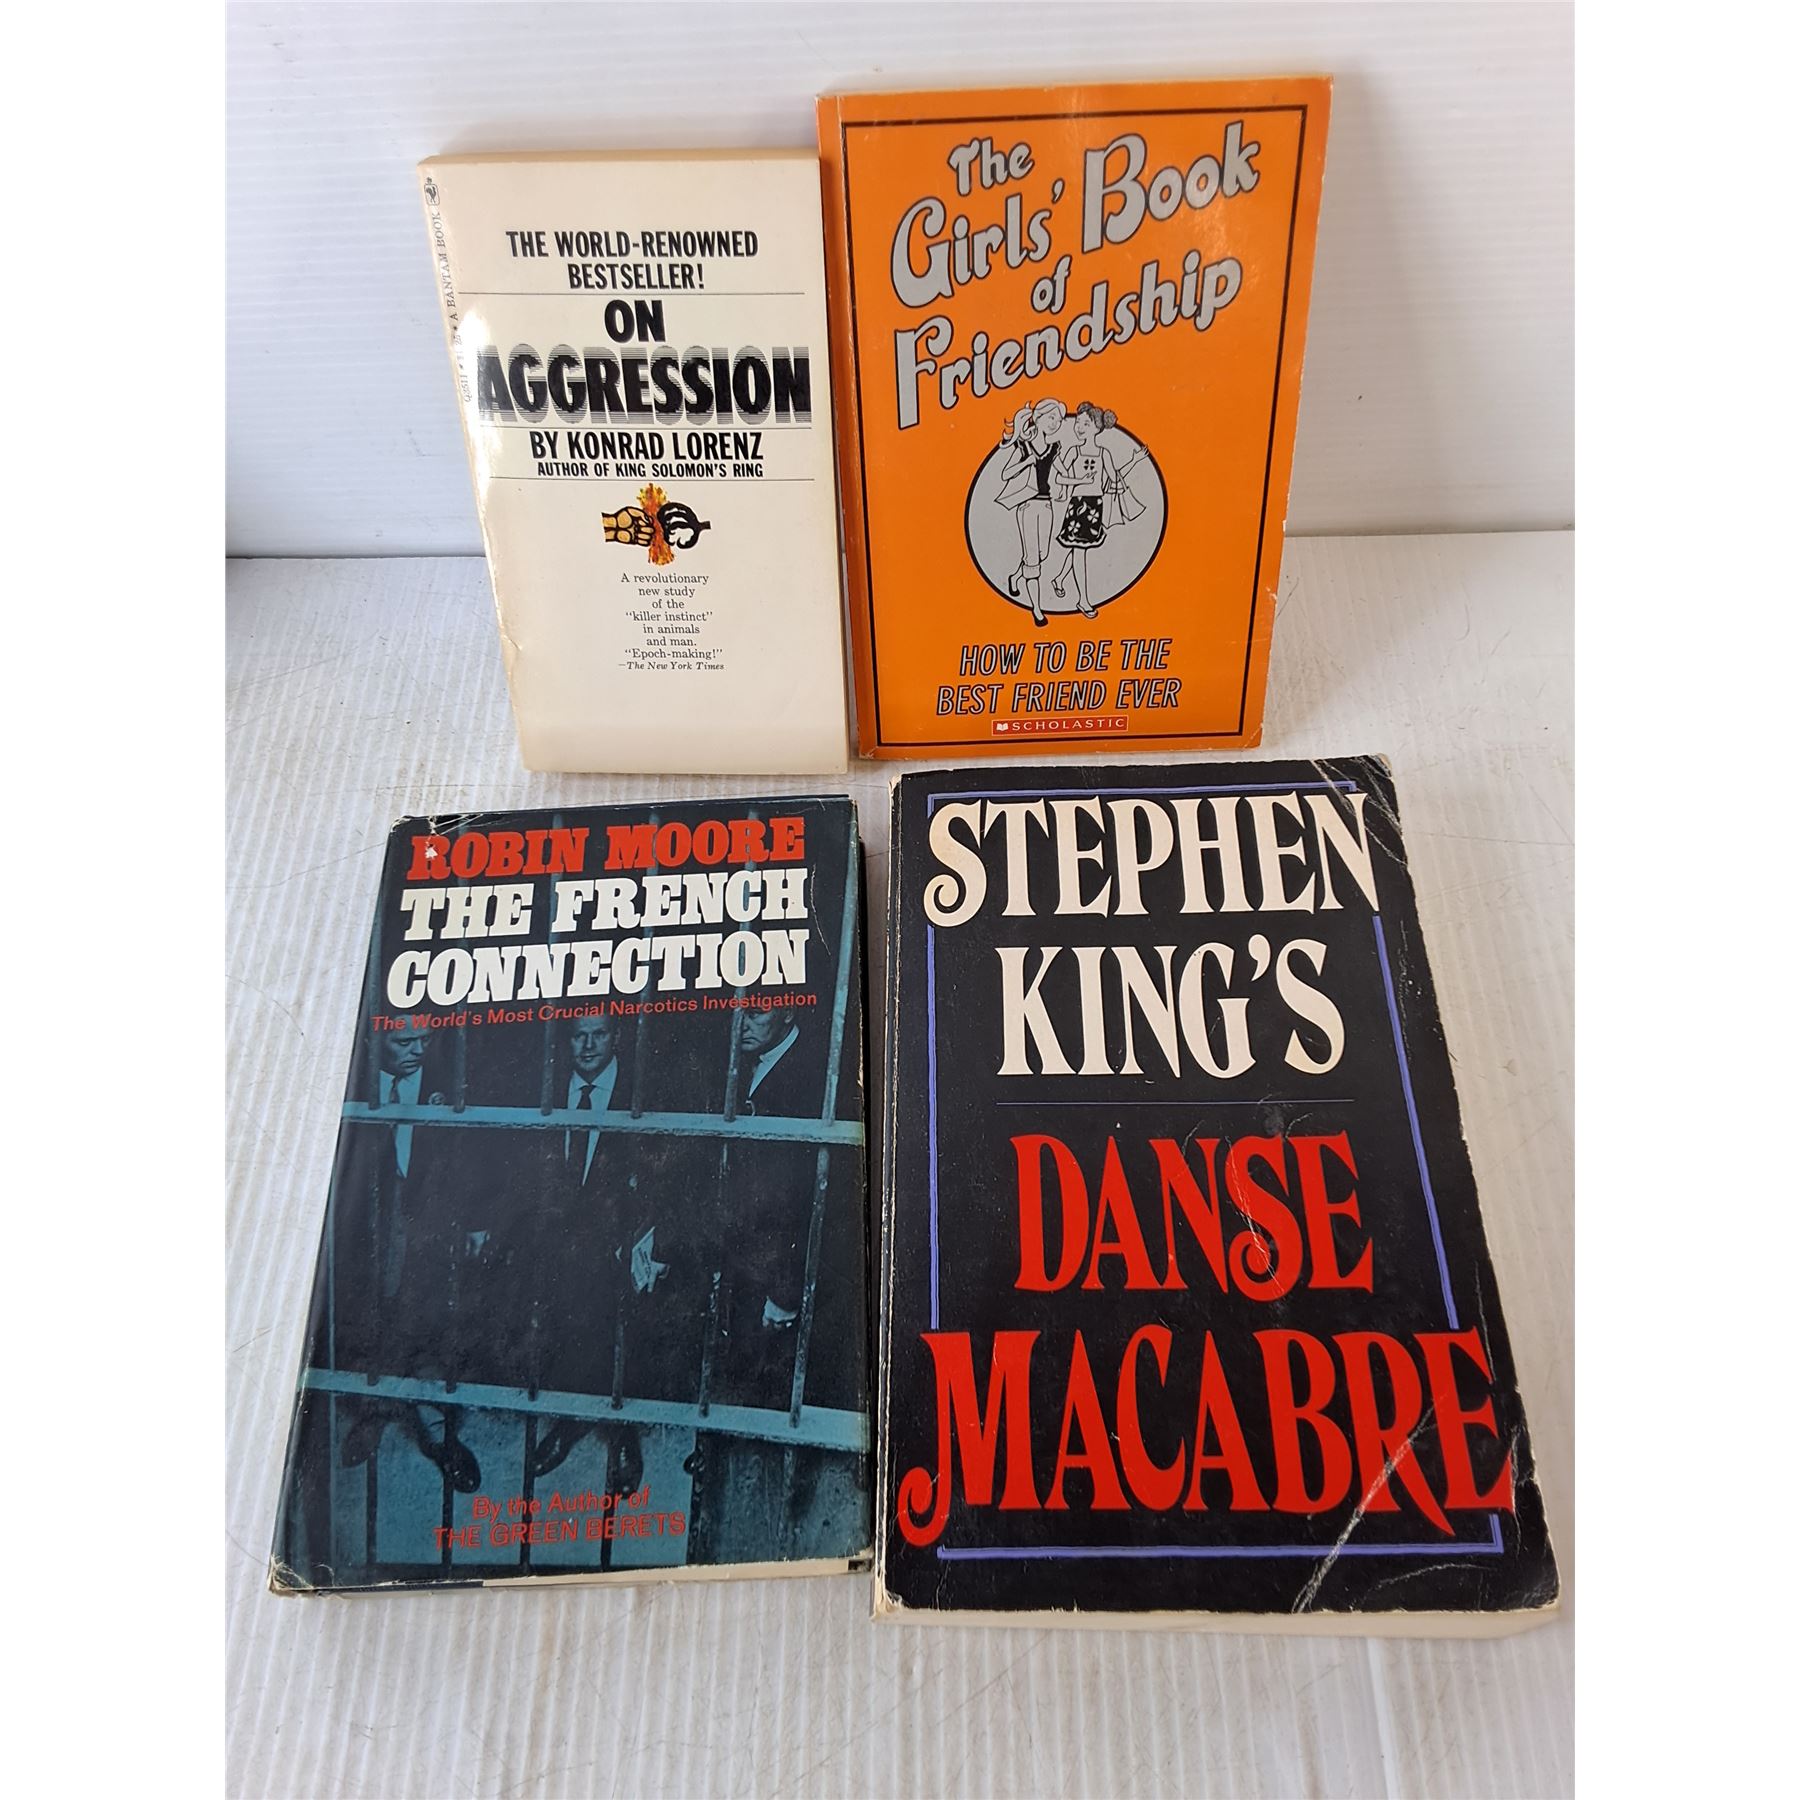 A BANTAM BOOK
THE WORLD-RENOWNED
BESTSELLER!
ON
AGGRESSION
BY KONRAD LORENZ
AUTHOR OF KING SOLOMON'S RING
A revolutionary
new study
of the
"killer instinct"
in animals
and man.
"Epoch-making!"
—The New York Times
The
Girls' Book
of
Friendship
HOW TO BE THE
BEST FRIEND EVER
SCHOLASTIC
ROBIN MOORE
THE FRENCH
CONNECTION
The World's Most Crucial Narcotics Investigation
By the Author of
THE GREEN BERETS
STEPHEN
KING'S
DANSE
MACABRE